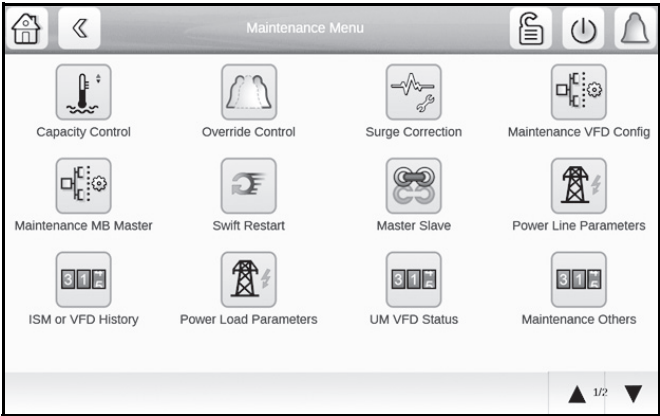 Maintenance Menu
Capacity Control
Override Control
Surge Correction
Maintenance VFD Config
Maintenance MB Master
Swift Restart
Master Slave
Power Line Parameters
ISM or VFD History
Power Load Parameters
UM VFD Status
Maintenance Others
1/2